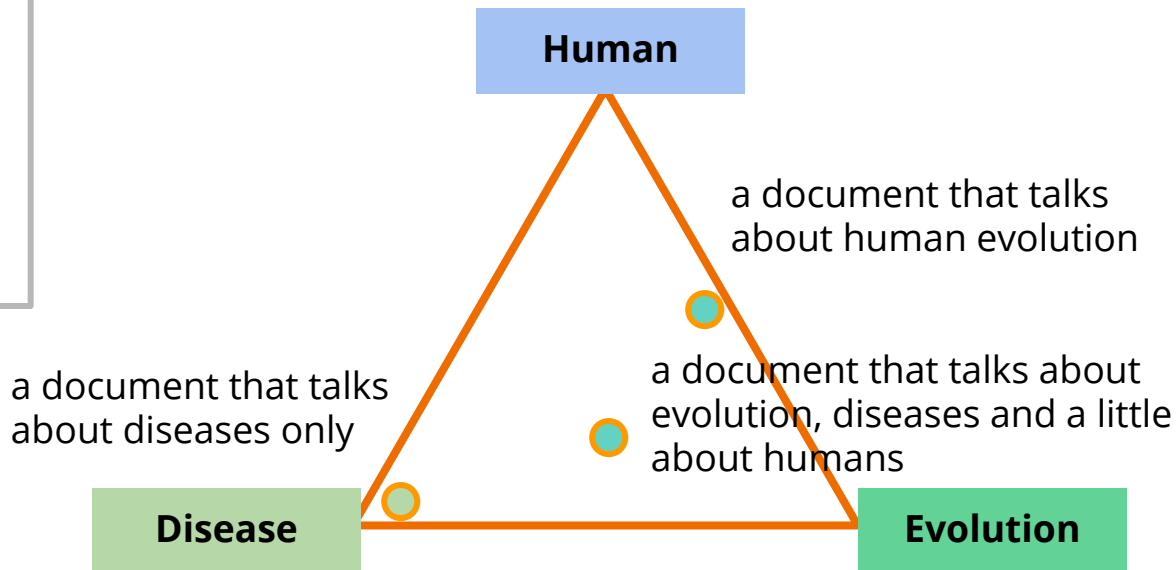 Human
a document that talks
about human evolution
a document that talks about
evolution, diseases and a little
about humans
a document that talks
about diseases only
Disease
Evolution